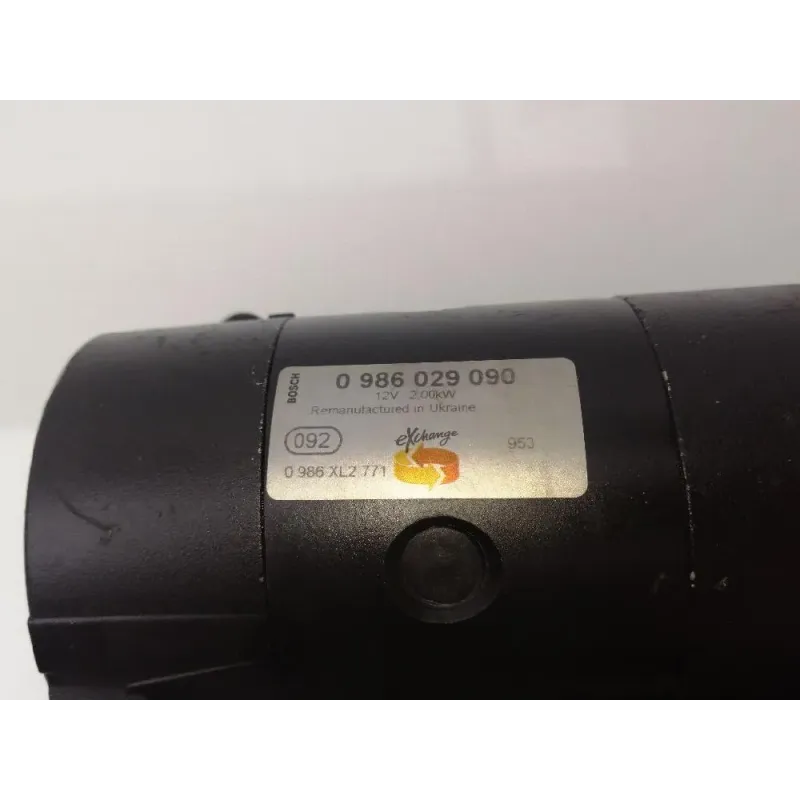 BOSCH
0 986 029 090
12V 2,00kW
Remanufactured in Ukraine
092
eXchange
953
0 986 XL2 771